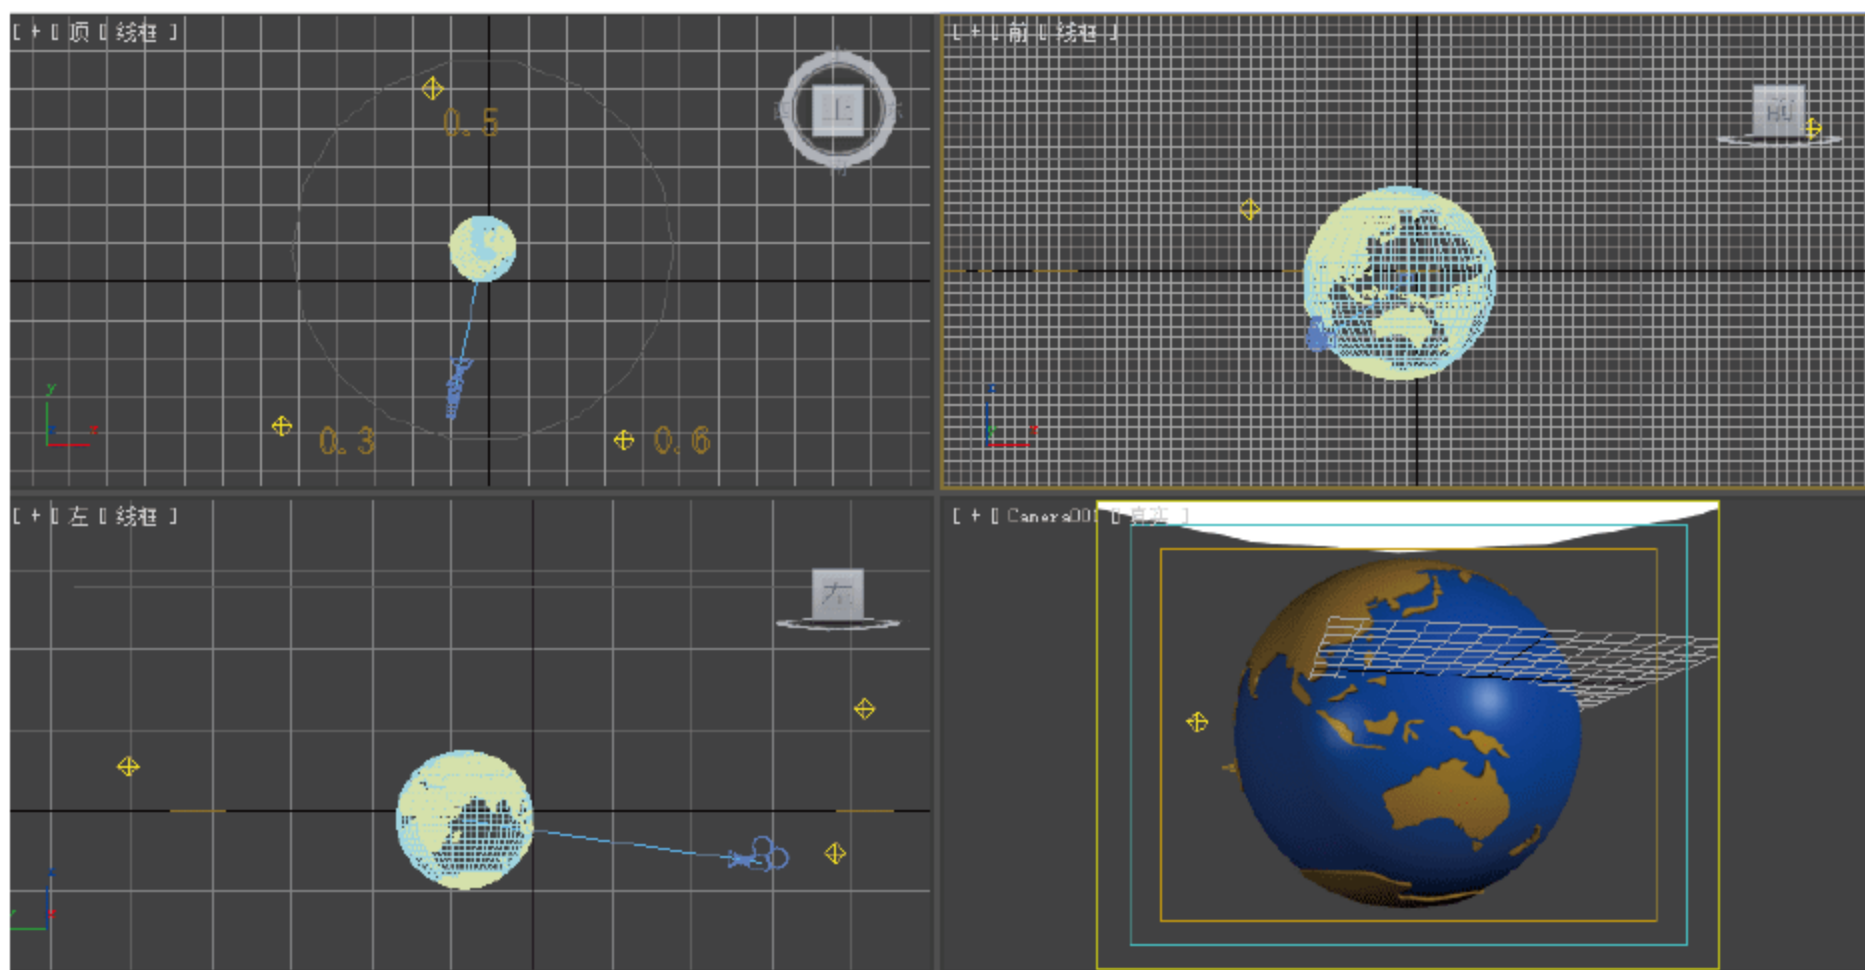 [ + ▯ 顶 ▯ 线框 ]
上
0.5
0.3
0.6
y
[ + ▯ 前 ▯ 线框 ]
前
[ + ▯ 左 ▯ 线框 ]
左
[ + ▯ Camera001 ▯ 真实 ]